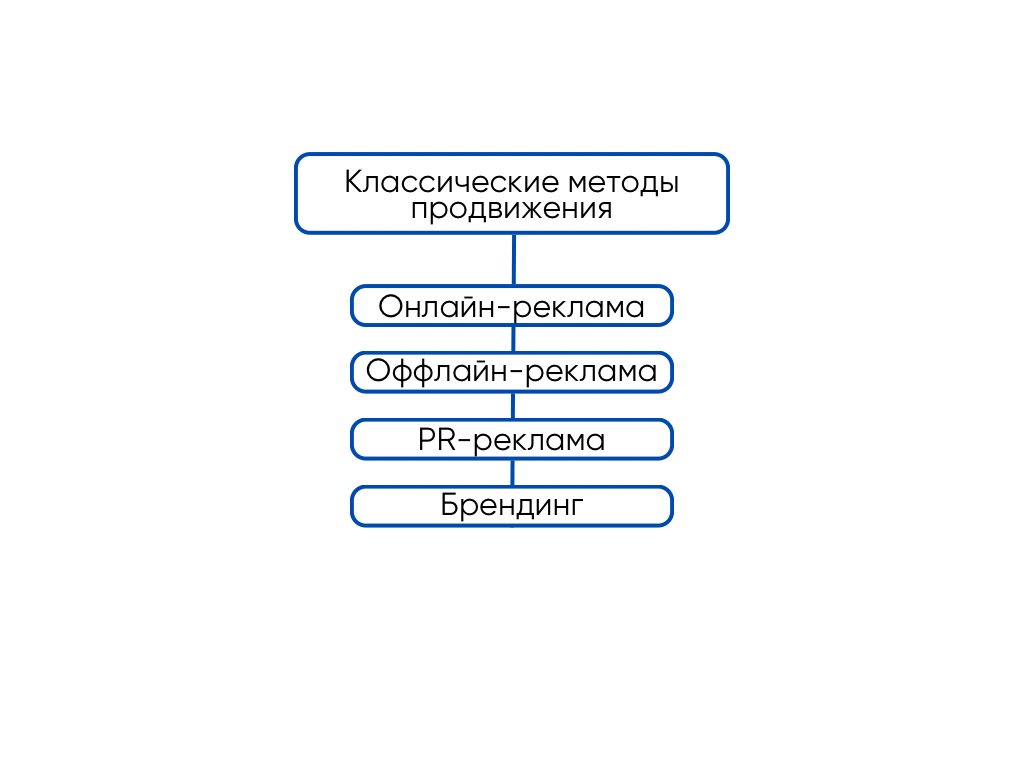 Классические методы
продвижения
Онлайн-реклама
Оффлайн-реклама
PR-реклама
Брендинг